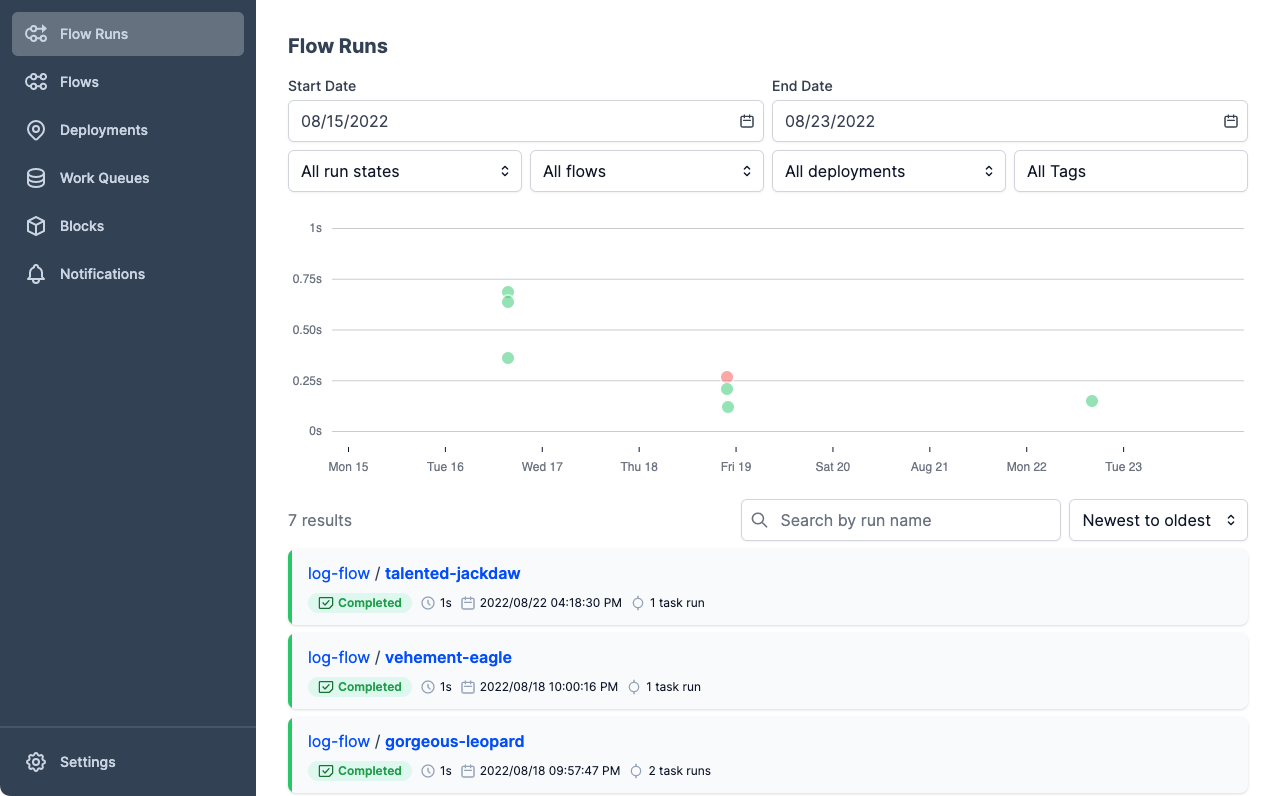 Flow Runs
Flows
Deployments
Work Queues
Blocks
Notifications
Settings
Flow Runs
Start Date
End Date
08/15/2022
08/23/2022
All run states
All flows
All deployments
All Tags
1s
0.75s
0.50s
0.25s
0s
Mon 15 Tue 16 Wed 17 Thu 18 Fri 19 Sat 20 Aug 21 Mon 22 Tue 23
7 results
Search by run name
Newest to oldest
log-flow / talented-jackdaw
Completed 1s 2022/08/22 04:18:30 PM 1 task run
log-flow / vehement-eagle
Completed 1s 2022/08/18 10:00:16 PM 1 task run
log-flow / gorgeous-leopard
Completed 1s 2022/08/18 09:57:47 PM 2 task runs